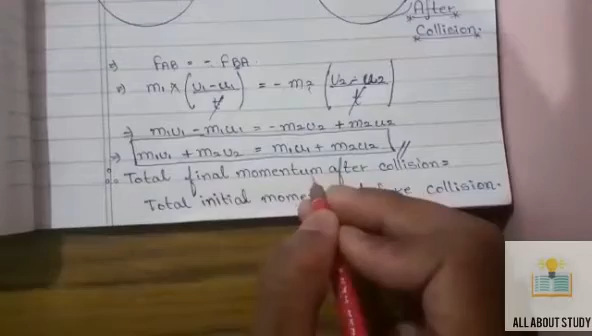 After
Collision.
=> FAB = - FBA.
=> m₁ × (v₁-u₁/t) = - m₂ (v₂-u₂/t)
=> m₁v₁ - m₁u₁ = -m₂v₂ + m₂u₂
=> m₁v₁ + m₂v₂ = m₁u₁ + m₂u₂
∴ Total final momentum after collision =
Total initial collision.
ALL ABOUT STUDY